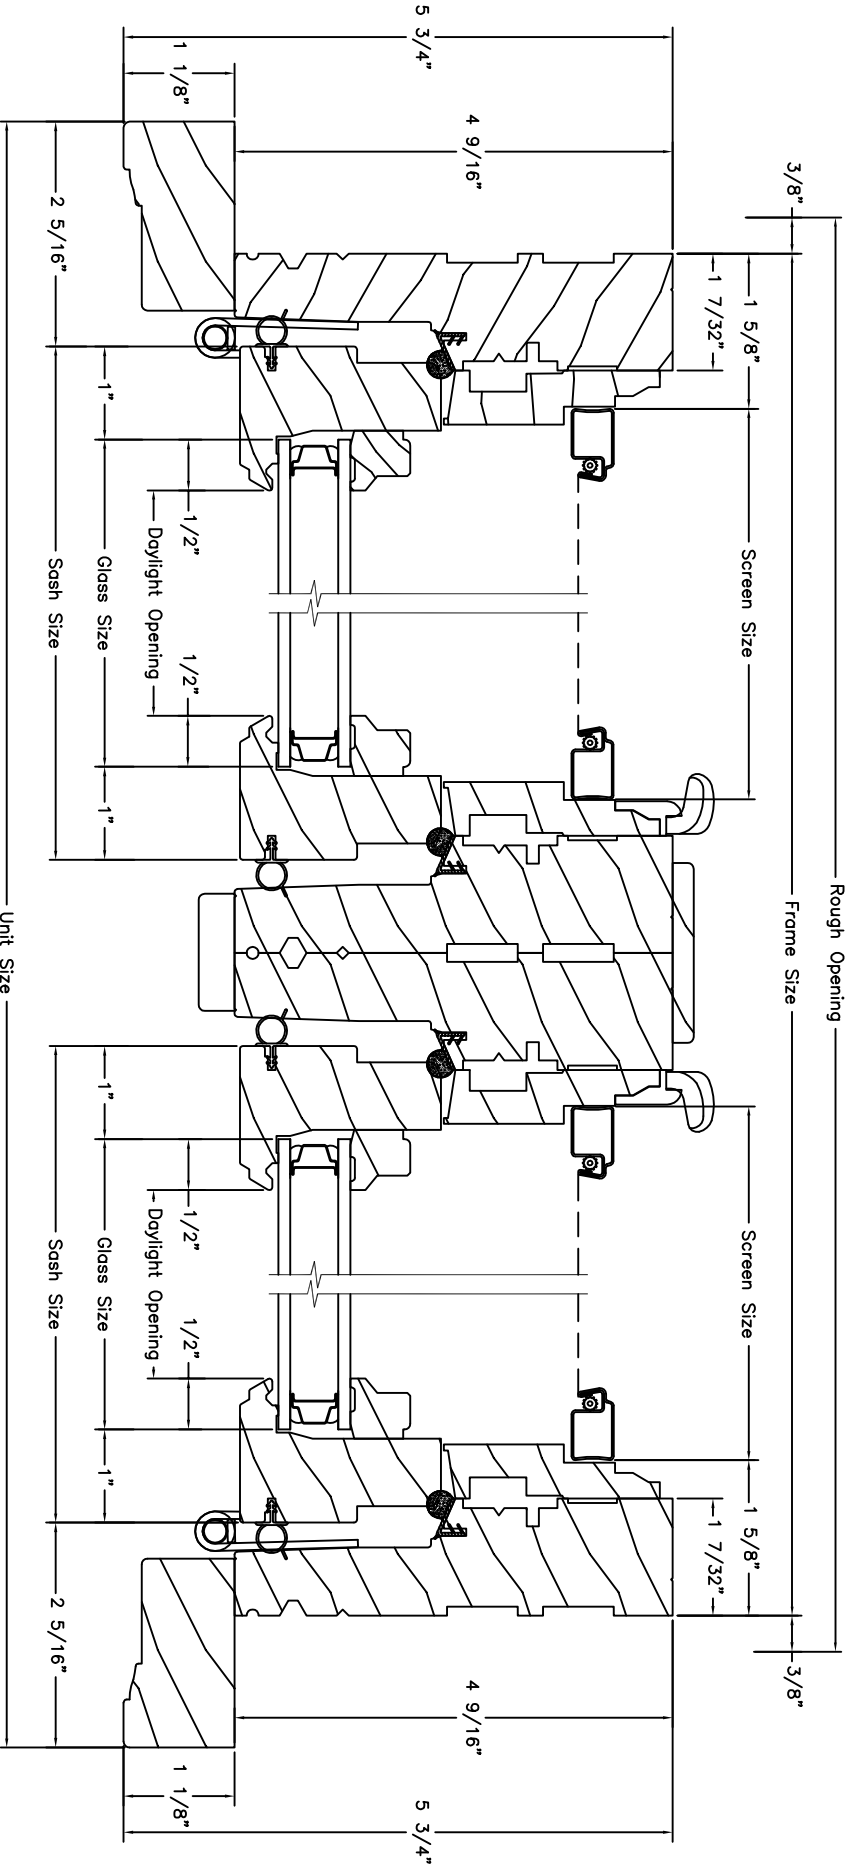 Rough Opening
3/8" Frame Size 3/8"
1 5/8" Screen Size Screen Size 1 5/8"
1 7/32" 1 7/32"
4 9/16" 4 9/16"
5 3/4" 5 3/4"
1/2" 1/2" 1/2" 1/2"
1 1/8" 1 1/8"
Daylight Opening Daylight Opening
1" Glass Size 1" 1" Glass Size 1"
2 5/16" Sash Size Sash Size 2 5/16"
Unit Size